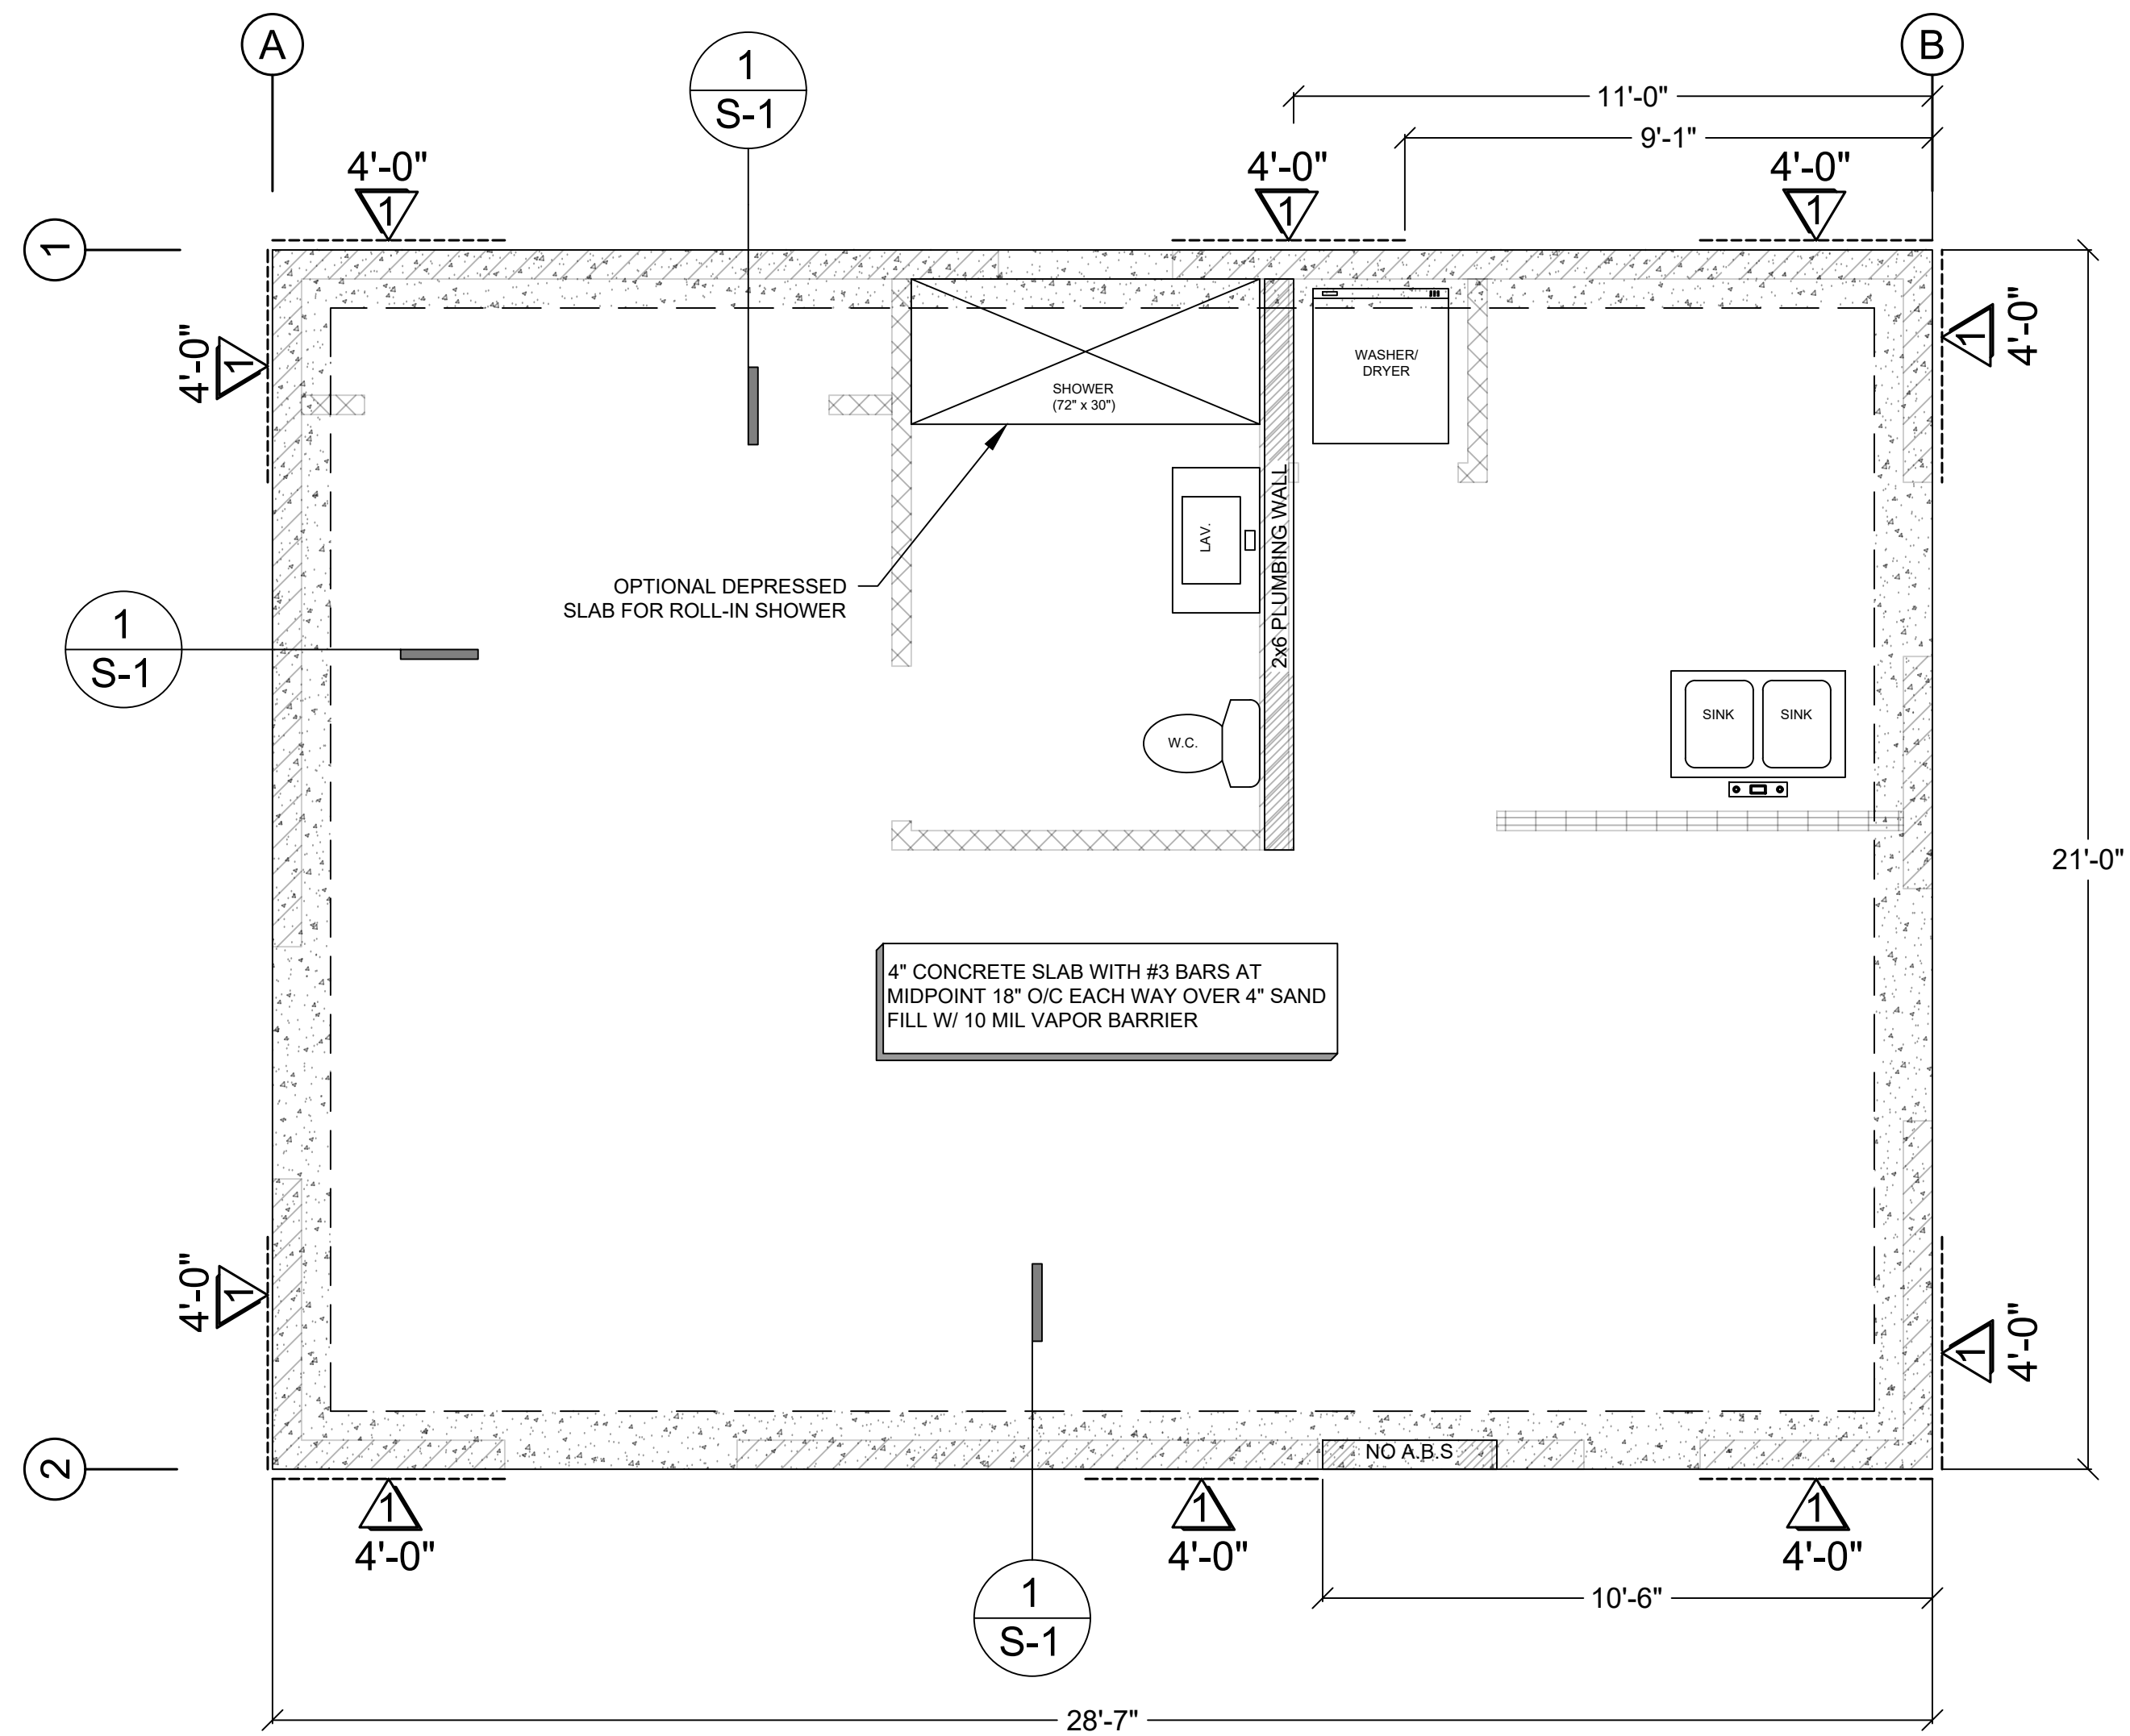 A
B
1
S-1
11'-0"
9'-1"
4'-0"
4'-0"
4'-0"
1
1
1
1
4'-0"
1
1
4'-0"
WASHER/
DRYER
SHOWER
(72" x 30")
LAV.
2x6 PLUMBING WALL
OPTIONAL DEPRESSED
SLAB FOR ROLL-IN SHOWER
1
S-1
SINK
SINK
W.C.
21'-0"
4" CONCRETE SLAB WITH #3 BARS AT
MIDPOINT 18" O/C EACH WAY OVER 4" SAND
FILL W/ 10 MIL VAPOR BARRIER
4'-0"
1
1
4'-0"
NO A.B.S
2
1
1
1
4'-0"
4'-0"
4'-0"
1
S-1
10'-6"
28'-7"